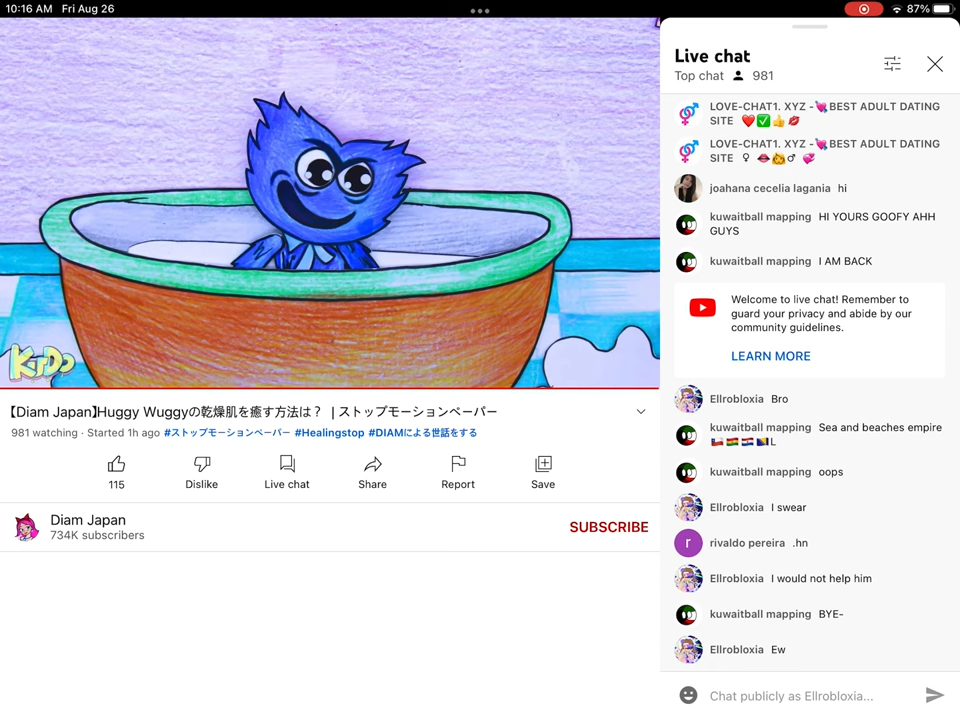 10:16 AM Fri Aug 26
87%
KiDo
【Diam Japan】Huggy Wuggyの乾燥肌を癒す方法は？ | ストップモーションペーパー
981 watching · Started 1h ago #ストップモーションペーパー #Healingstop #DIAMによる世話をする
115
Dislike
Live chat
Share
Report
Save
Diam Japan
734K subscribers
SUBSCRIBE
Live chat
Top chat 981
LOVE-CHAT1. XYZ -💘BEST ADULT DATING
SITE ❤️✅👍💋
LOVE-CHAT1. XYZ -💘BEST ADULT DATING
SITE ♀ 👄👩‍❤️‍👨♂ 💞
joahana cecelia lagania hi
kuwaitball mapping HI YOURS GOOFY AHH
GUYS
kuwaitball mapping I AM BACK
Welcome to live chat! Remember to
guard your privacy and abide by our
community guidelines.
LEARN MORE
Ellrobloxia Bro
kuwaitball mapping Sea and beaches empire
🇨🇱🇧🇴🇵🇾🇧🇦L
kuwaitball mapping oops
Ellrobloxia I swear
r
rivaldo pereira .hn
Ellrobloxia I would not help him
kuwaitball mapping BYE-
Ellrobloxia Ew
Chat publicly as Ellrobloxia...